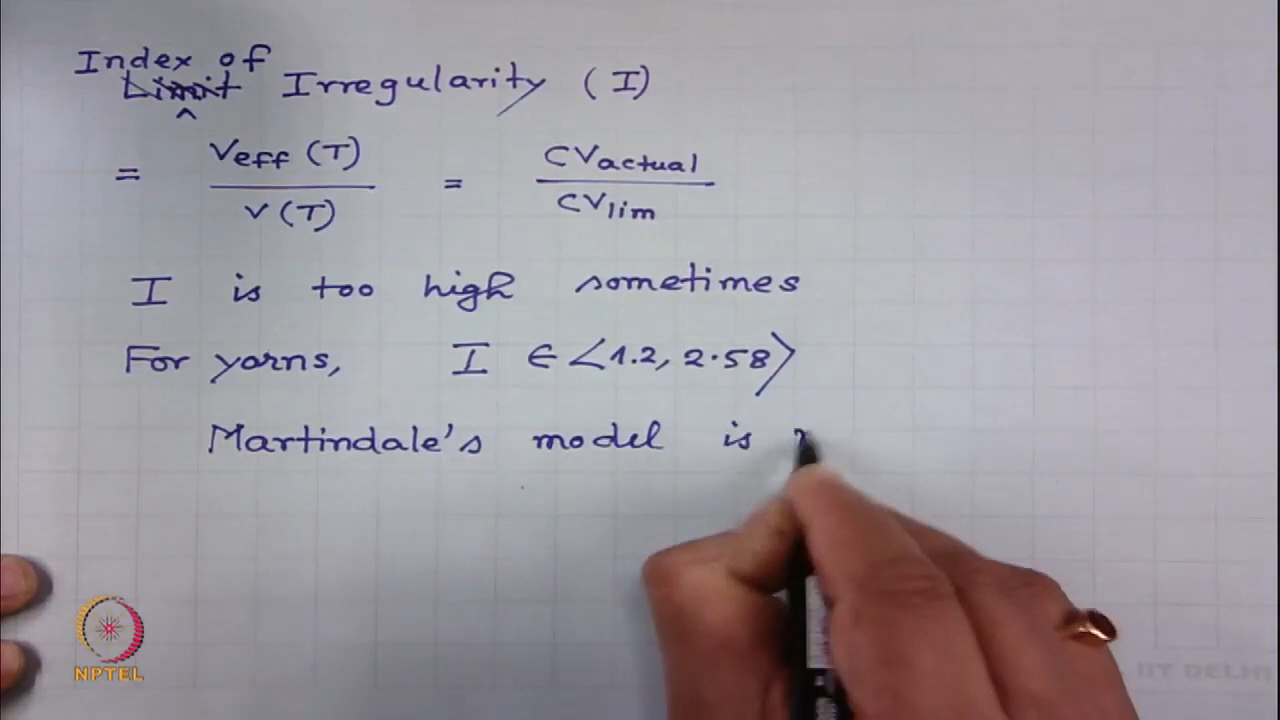 Index of
Limit Irregularity (I)
= Veff (T) / V (T) = CVactual / CVlim
I is too high sometimes
For yarns, I ∈ <1.2, 2.58>
Martindale's model is
NPTEL
IIT DELHI